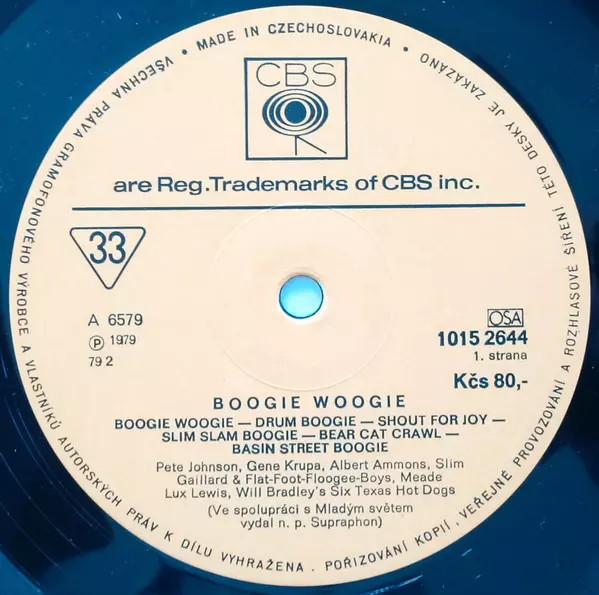 VŠECHNA PRÁVA GRAMOFONOVÉHO VÝROBCE A VLASTNÍKŮ AUTORSKÝCH PRÁV K DÍLU VYHRAŽENA. POŘIZOVÁNÍ KOPIÍ, VEŘEJNÉ PROVOZOVÁNÍ A ROZHLASOVÉ ŠÍŘENÍ TÉTO DESKY JE ZAKÁZÁNO
• MADE IN CZECHOSLOVAKIA •
CBS
R
are Reg.Trademarks of CBS inc.
33
A 6579
Ⓟ 1979
79 2
OSA
1015 2644
1. strana
Kčs 80,-
BOOGIE WOOGIE
BOOGIE WOOGIE — DRUM BOOGIE — SHOUT FOR JOY —
SLIM SLAM BOOGIE — BEAR CAT CRAWL —
BASIN STREET BOOGIE
Pete Johnson, Gene Krupa, Albert Ammons, Slim
Gaillard & Flat-Foot-Floogee-Boys, Meade
Lux Lewis, Will Bradley's Six Texas Hot Dogs
(Ve spolupráci s Mladým světem
vydal n. p. Supraphon)